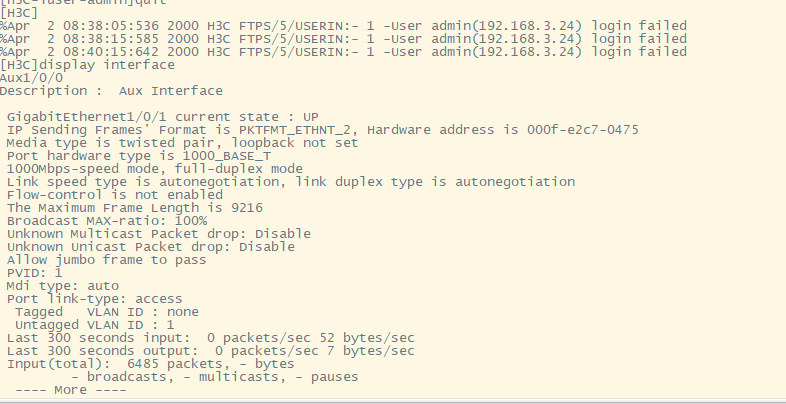 [H3C-luser-admin]quit
[H3C]
%Apr  2 08:38:05:536 2000 H3C FTPS/5/USERIN:- 1 -User admin(192.168.3.24) login failed
%Apr  2 08:38:15:585 2000 H3C FTPS/5/USERIN:- 1 -User admin(192.168.3.24) login failed
%Apr  2 08:40:15:642 2000 H3C FTPS/5/USERIN:- 1 -User admin(192.168.3.24) login failed
[H3C]display interface
Aux1/0/0
Description :  Aux Interface
GigabitEthernet1/0/1 current state : UP
IP Sending Frames' Format is PKTFMT_ETHNT_2, Hardware address is 000f-e2c7-0475
Media type is twisted pair, loopback not set
Port hardware type is 1000_BASE_T
1000Mbps-speed mode, full-duplex mode
Link speed type is autonegotiation, link duplex type is autonegotiation
Flow-control is not enabled
The Maximum Frame Length is 9216
Broadcast MAX-ratio: 100%
Unknown Multicast Packet drop: Disable
Unknown Unicast Packet drop: Disable
Allow jumbo frame to pass
PVID: 1
Mdi type: auto
Port link-type: access
Tagged   VLAN ID : none
Untagged VLAN ID : 1
Last 300 seconds input:  0 packets/sec 52 bytes/sec
Last 300 seconds output:  0 packets/sec 7 bytes/sec
Input(total):  6485 packets, - bytes
- broadcasts, - multicasts, - pauses
---- More ----